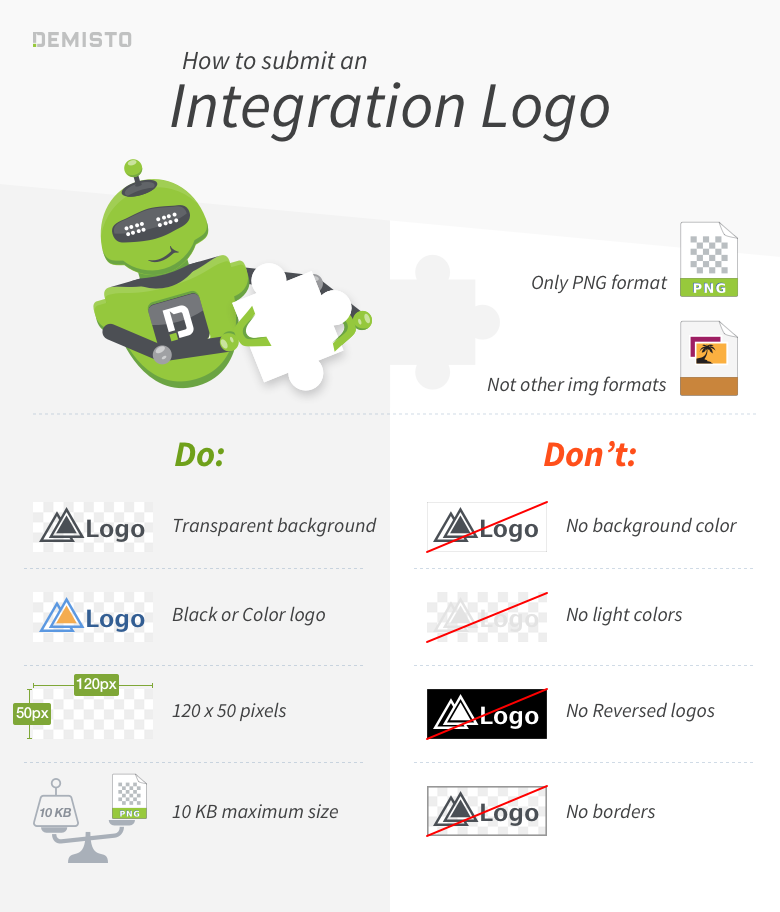 DEMISTO
How to submit an
Integration Logo
D
Only PNG format
PNG
Not other img formats
Do:
Don’t:
Logo
Transparent background
Logo
No background color
Logo
Black or Color logo
Logo
No light colors
120px
50px
120 x 50 pixels
Logo
No Reversed logos
10 KB
PNG
10 KB maximum size
Logo
No borders